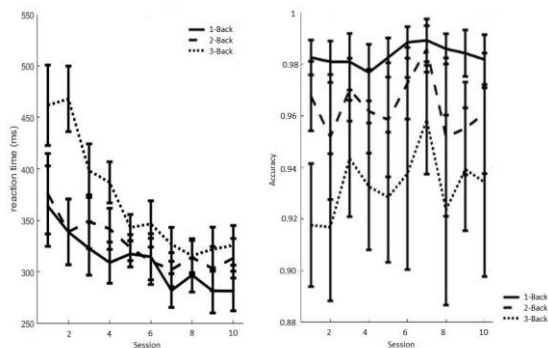 1-Back
2-Back
3-Back
reaction time (ms)
500
450
400
350
300
250
550
2
4
6
8
10
Session
1
0.98
0.96
0.94
0.92
0.90
0.88
Accuracy
2
4
6
8
10
Session
1-Back
2-Back
3-Back